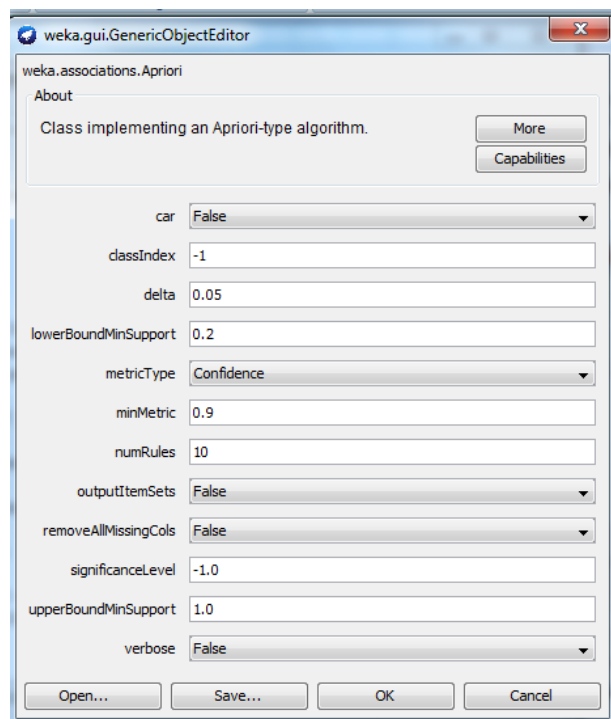 weka.gui.GenericObjectEditor
weka.associations.Apriori
About
Class implementing an Apriori-type algorithm.
More
Capabilities
car False
classIndex -1
delta 0.05
lowerBoundMinSupport 0.2
metricType Confidence
minMetric 0.9
numRules 10
outputItemSets False
removeAllMissingCols False
significanceLevel -1.0
upperBoundMinSupport 1.0
verbose False
Open... Save... OK Cancel